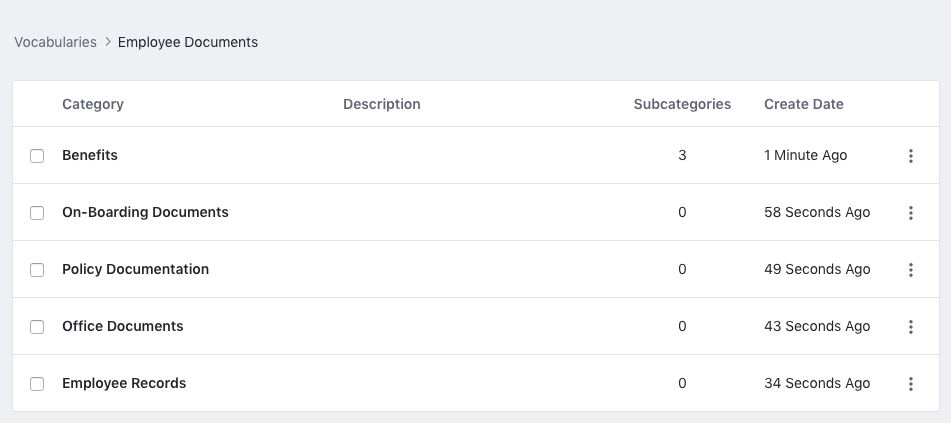 Vocabularies > Employee Documents
Category Description Subcategories Create Date
Benefits 3 1 Minute Ago
On-Boarding Documents 0 58 Seconds Ago
Policy Documentation 0 49 Seconds Ago
Office Documents 0 43 Seconds Ago
Employee Records 0 34 Seconds Ago